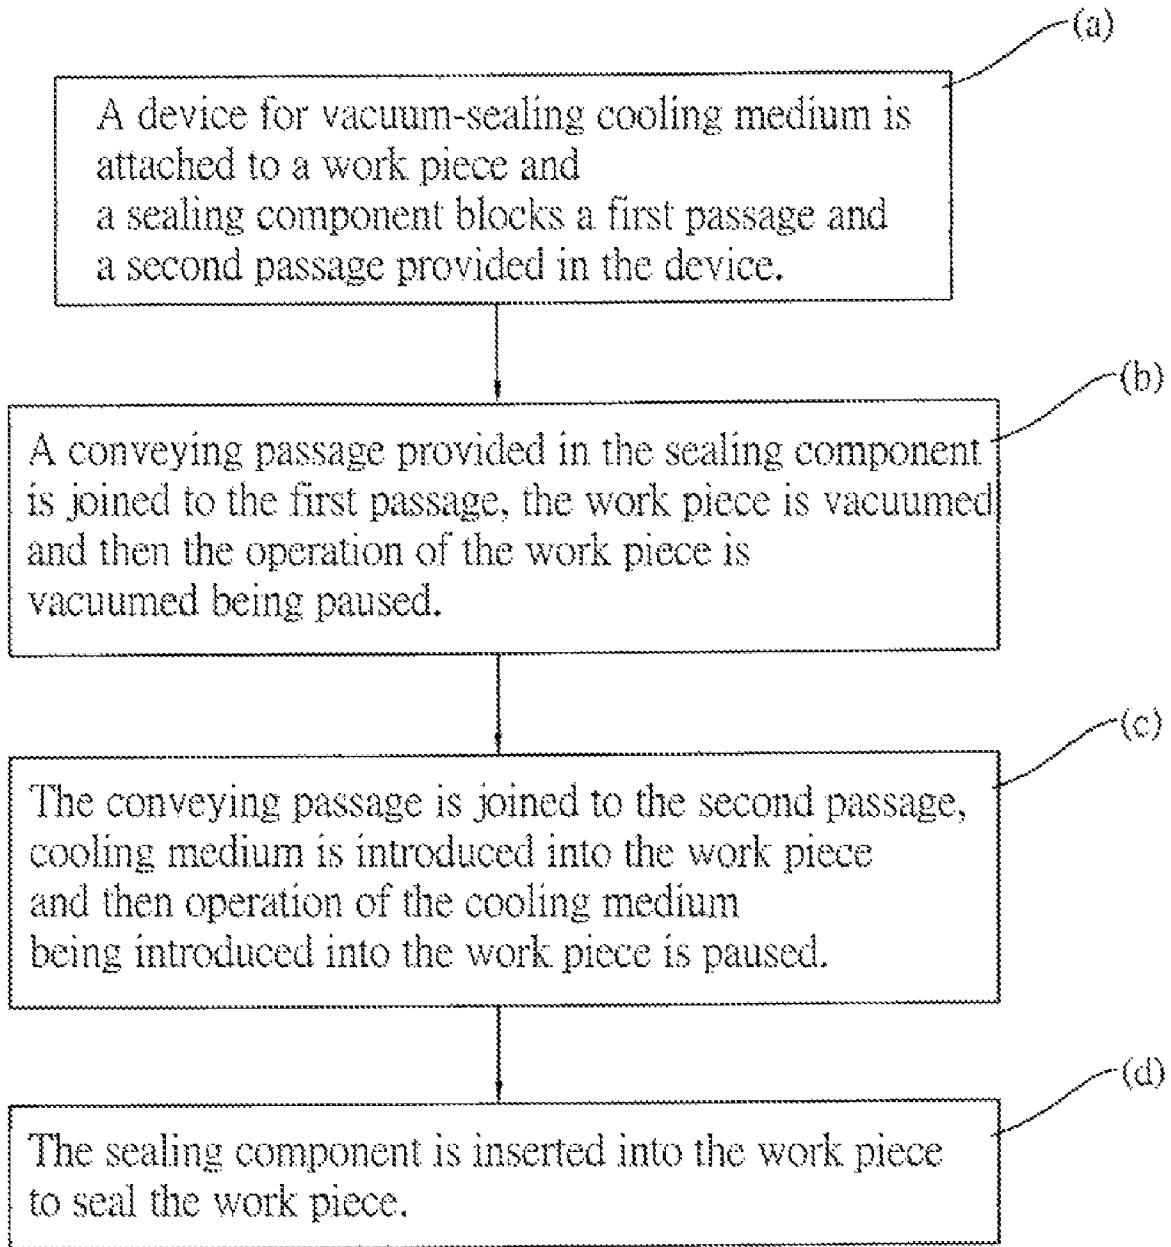 (a)
A device for vacuum-sealing cooling medium is
attached to a work piece and
a sealing component blocks a first passage and
a second passage provided in the device.
(b)
A conveying passage provided in the sealing component
is joined to the first passage, the work piece is vacuumed
and then the operation of the work piece is
vacuumed being paused.
(c)
The conveying passage is joined to the second passage,
cooling medium is introduced into the work piece
and then operation of the cooling medium
being introduced into the work piece is paused.
(d)
The sealing component is inserted into the work piece
to seal the work piece.